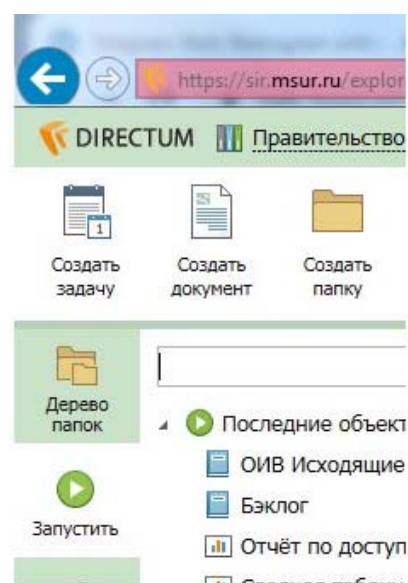 https://sir.msur.ru/explor
DIRECTUM Правительство
Создать задачу
Создать документ
Создать папку
Дерево папок
Последние объект
ОИВ Исходящие
Бэклог
Запустить
Отчёт по доступ